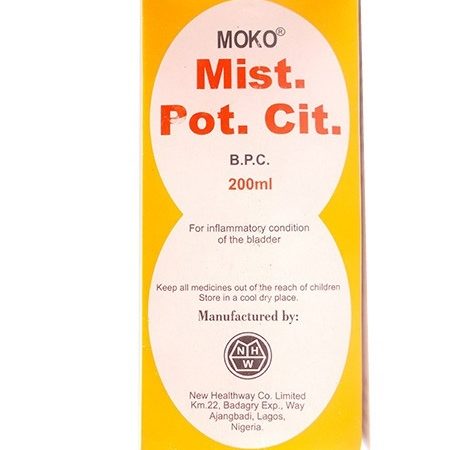 MOKO®
Mist.
Pot. Cit.
B.P.C.
200ml
For inflammatory condition
of the bladder
Keep all medicines out of the reach of children
Store in a cool dry place.
Manufactured by:
N H W
New Healthway Co. Limited
Km.22, Badagry Exp., Way
Ajangbadi, Lagos,
Nigeria.